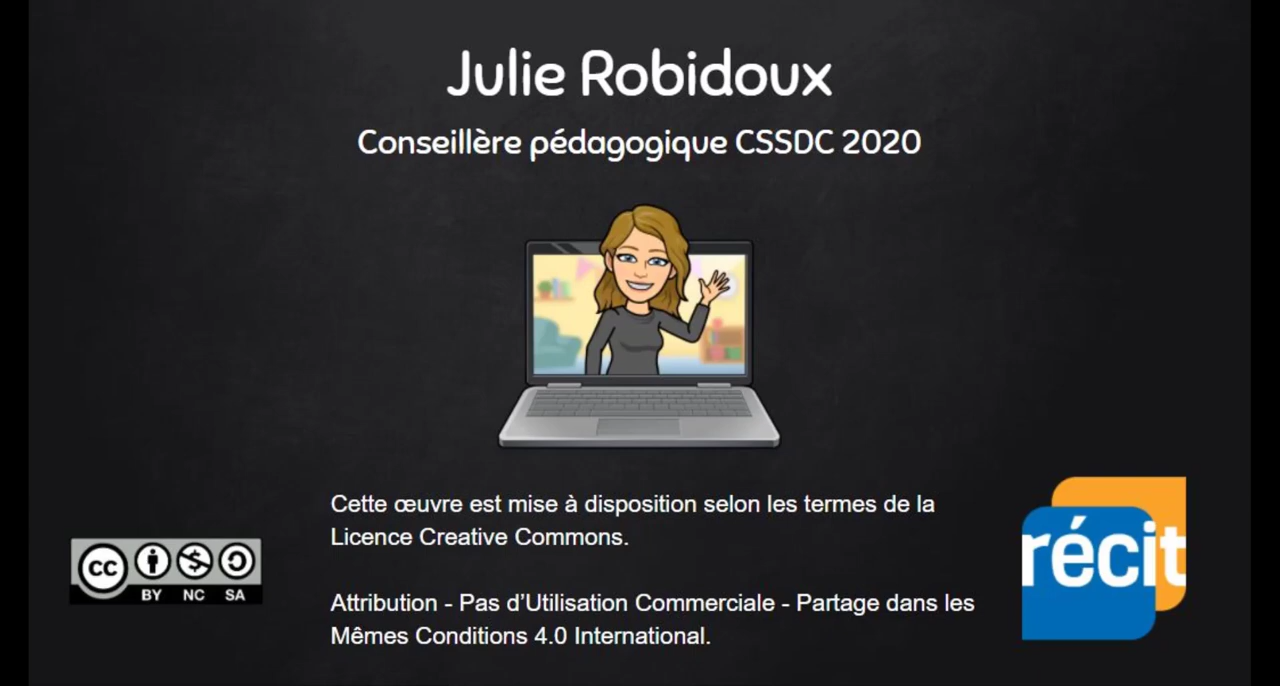 Julie Robidoux
Conseillère pédagogique CSSDC 2020
Cette œuvre est mise à disposition selon les termes de la
Licence Creative Commons.
Attribution - Pas d’Utilisation Commerciale - Partage dans les
Mêmes Conditions 4.0 International.
cc
BY NC SA
récit